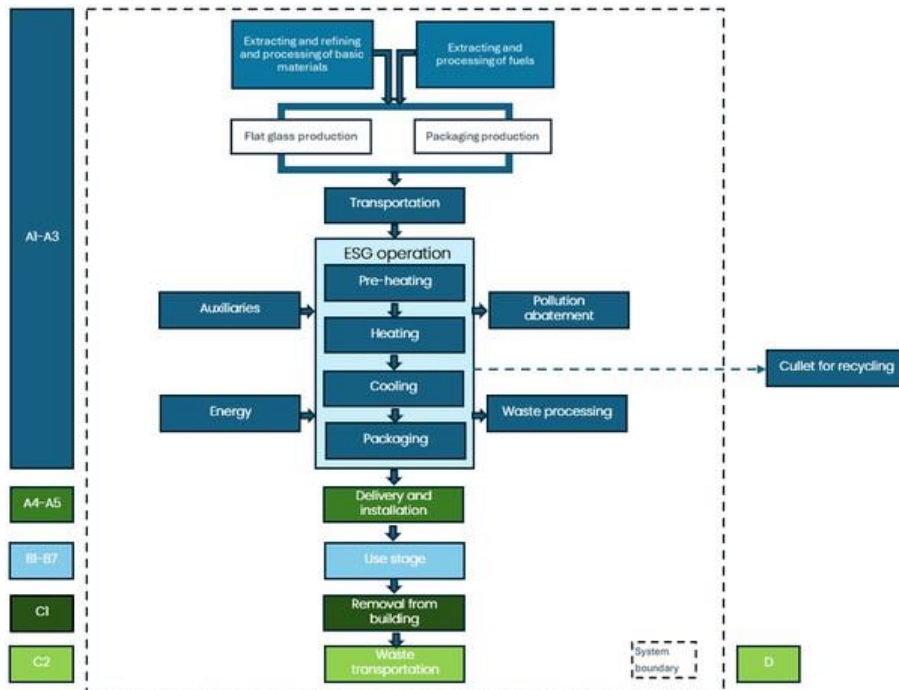 Extracting and refining
and processing of basic
materials
Extracting and
processing of fuels
Flat glass production
Packaging production
Transportation
A1-A3
ESG operation
Pre-heating
Auxiliaries
Pollution
abatement
Heating
Cullet for recycling
Cooling
Energy
Waste processing
Packaging
A4-A5
Delivery and
installation
B1-B7
Use stage
C1
Removal from
building
C2
Waste
transportation
System
boundary
D